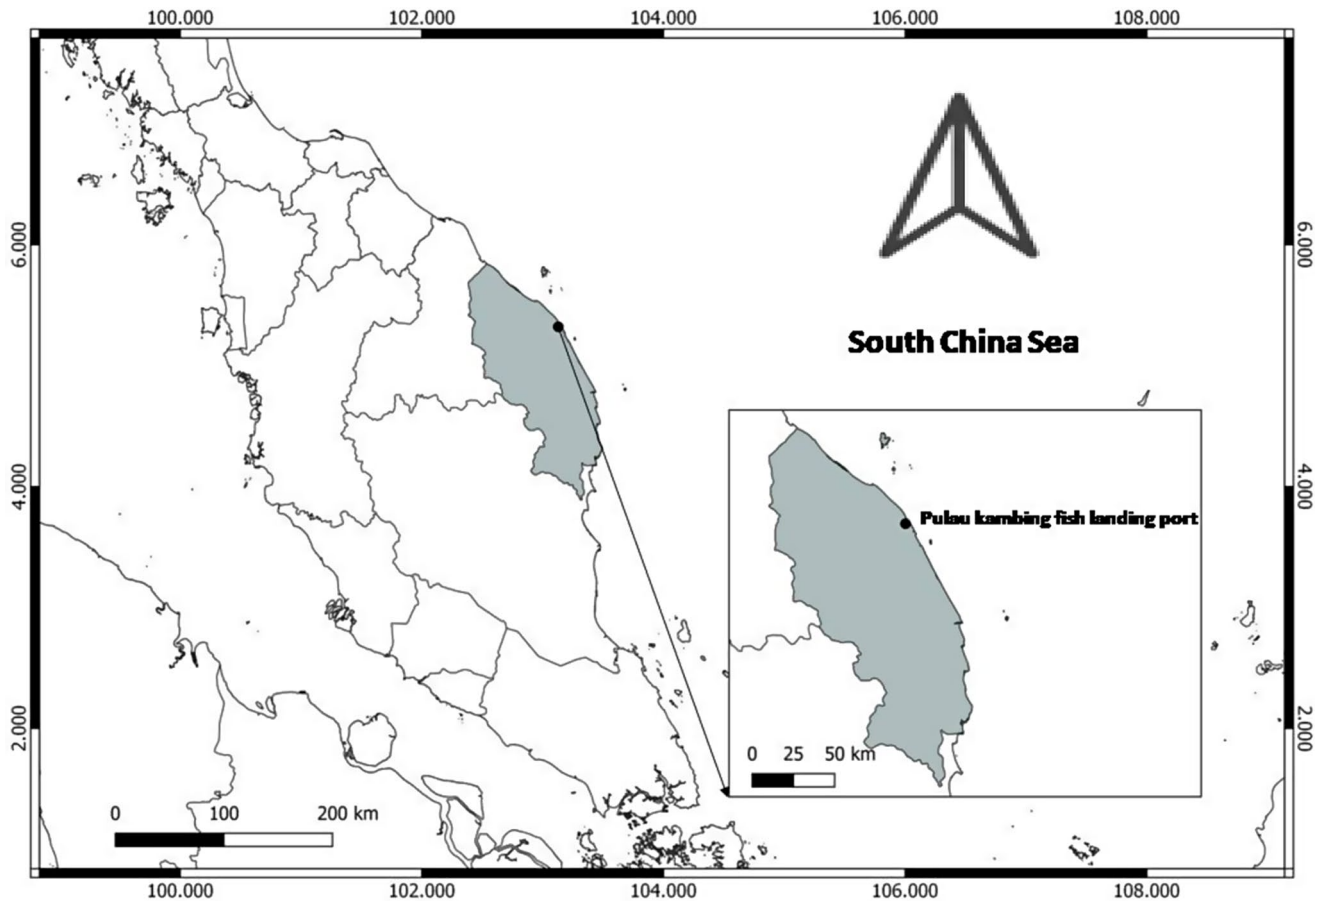 100.000 102.000 104.000 106.000 108.000
6.000 6.000
South China Sea
4.000 4.000
Pulau kambing fish landing port
2.000 2.000
0 25 50 km
0 100 200 km
100.000 102.000 104.000 106.000 108.000